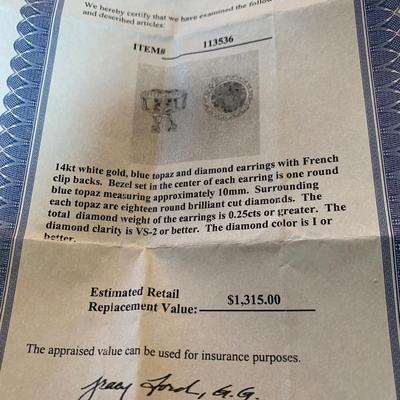 We hereby certify that we have examined the follow
and described articles:
ITEM# 113536
14kt white gold, blue topaz and diamond earrings with French
clip backs. Bezel set in the center of each earring is one round
blue topaz measuring approximately 10mm. Surrounding
each topaz are eighteen round brilliant cut diamonds. The
total diamond weight of the earrings is 0.25cts or greater. The
diamond clarity is VS-2 or better. The diamond color is I or
better.
Estimated Retail
Replacement Value: $1,315.00
The appraised value can be used for insurance purposes.
Tracy Ford, G.G.